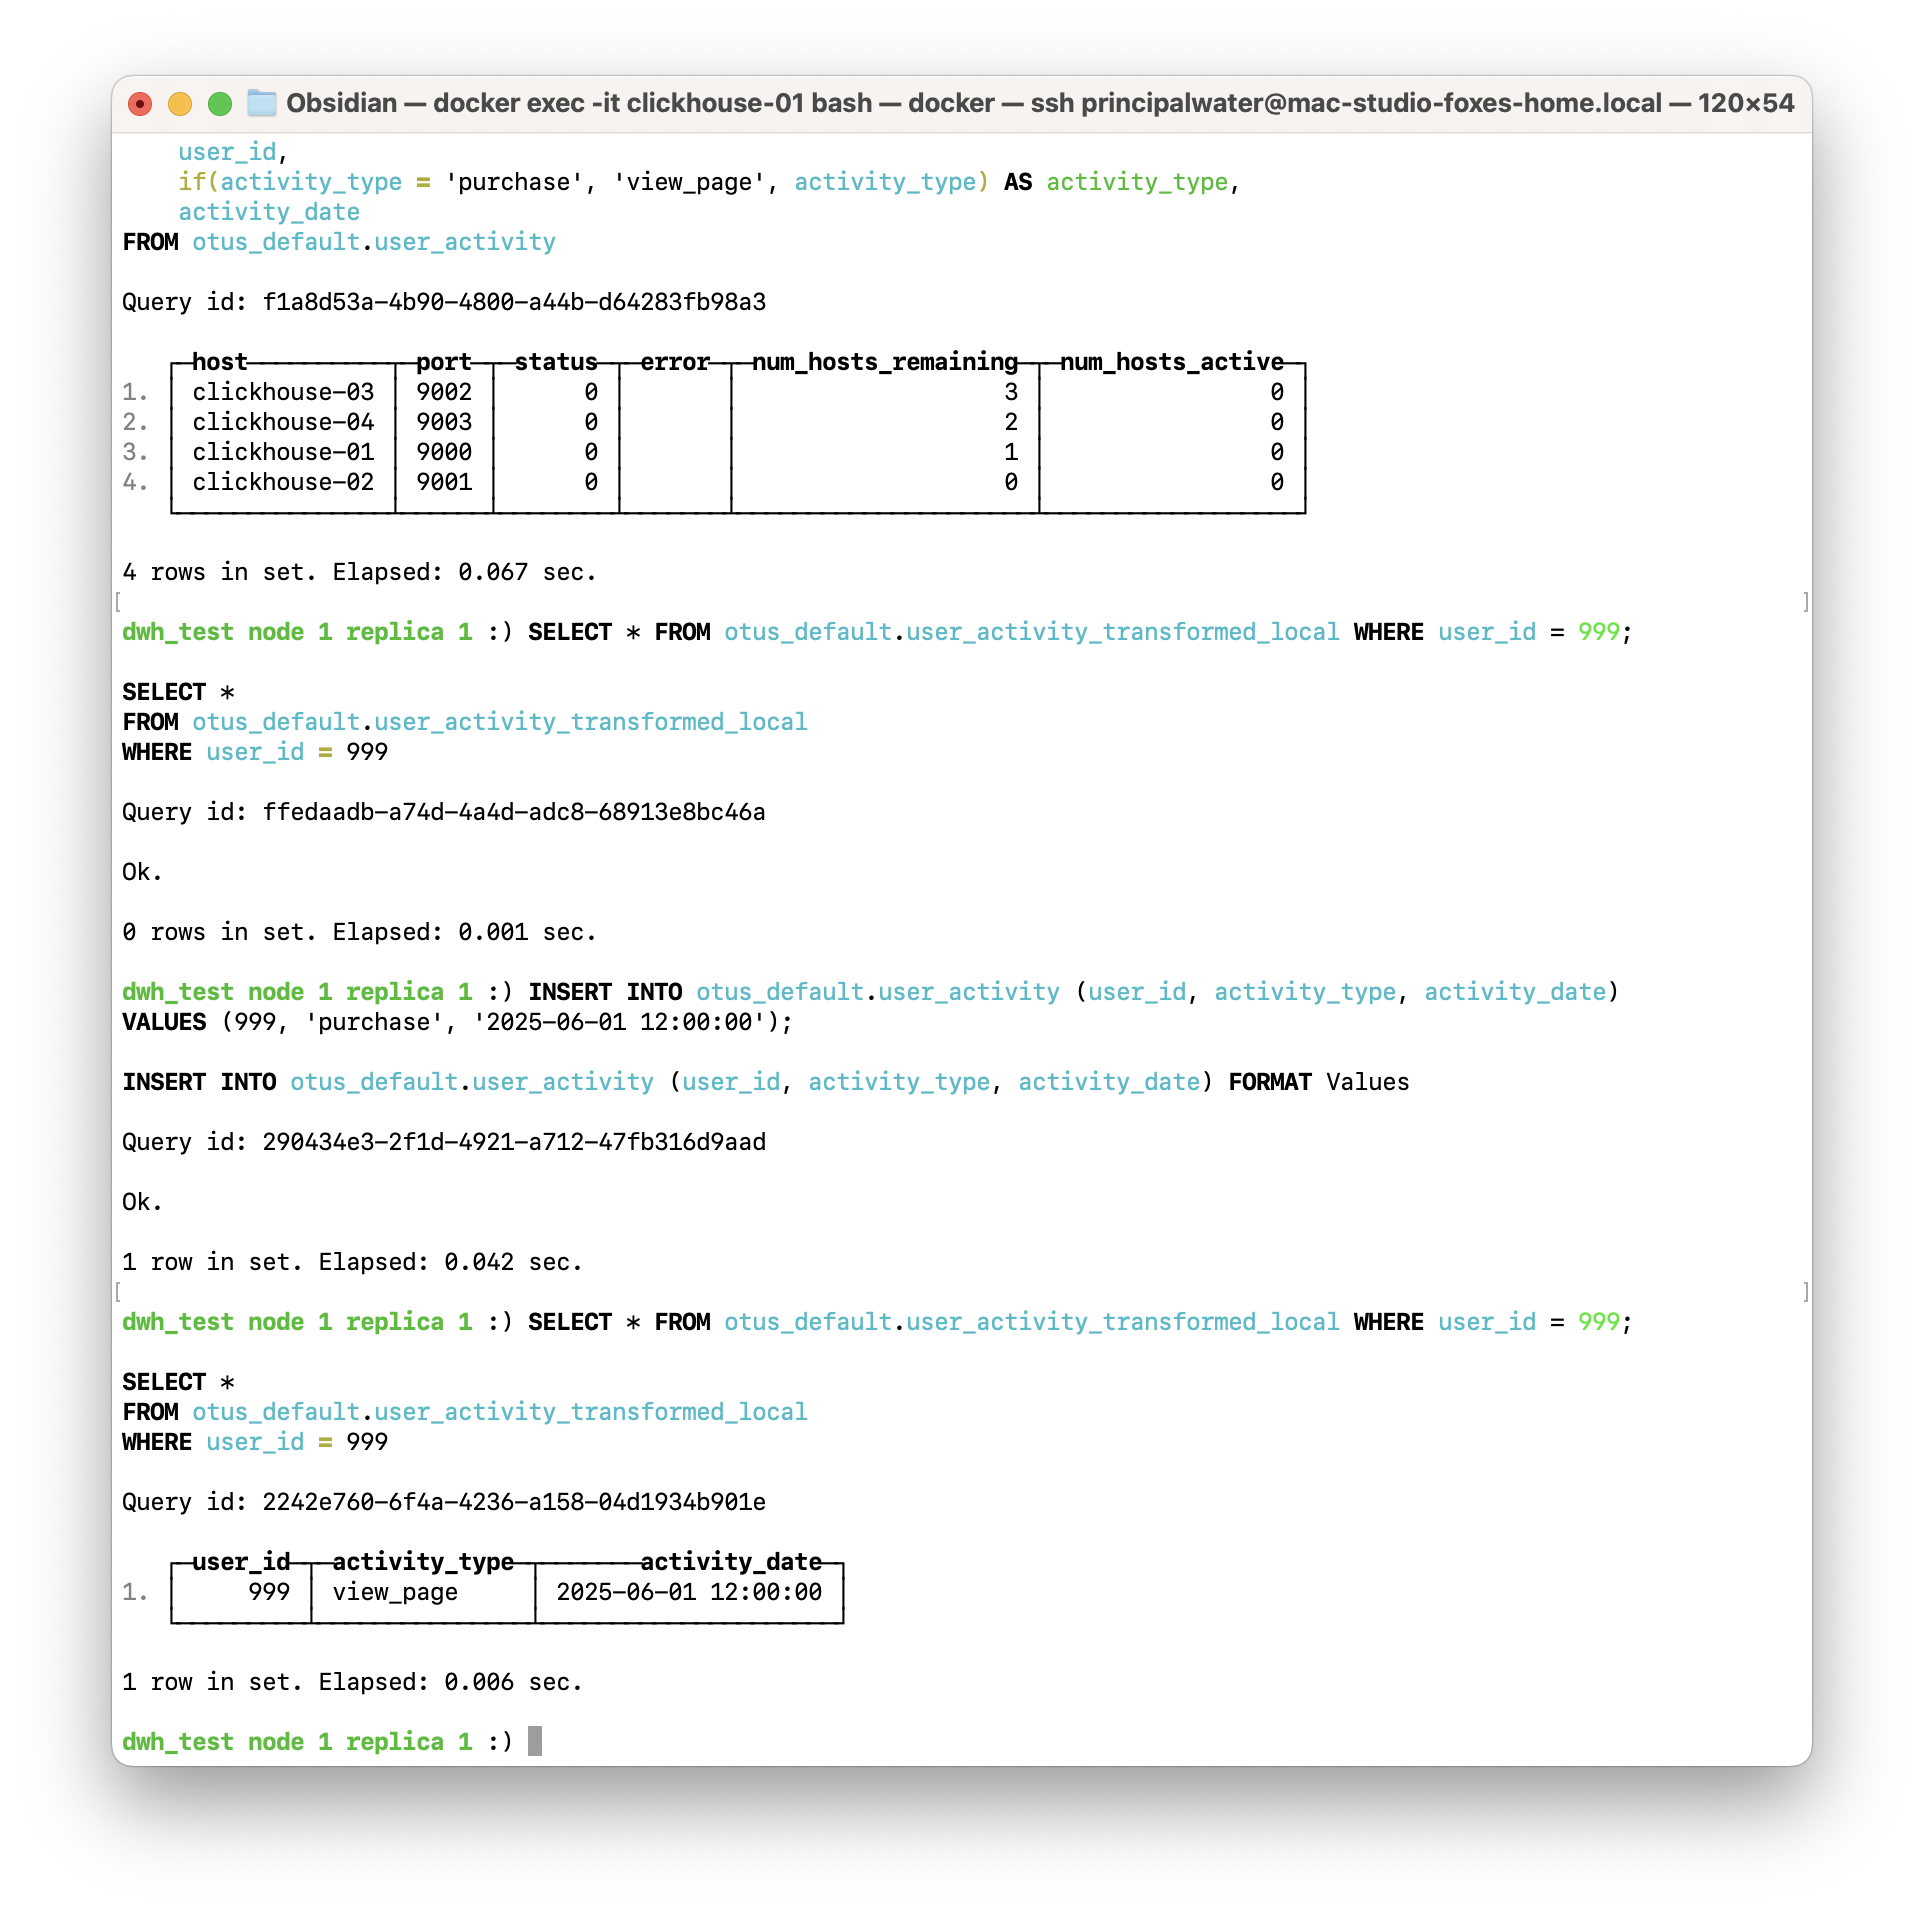 Obsidian — docker exec -it clickhouse-01 bash — docker — ssh principalwater@mac-studio-foxes-home.local — 120×54
user_id,
if(activity_type = 'purchase', 'view_page', activity_type) AS activity_type,
activity_date
FROM otus_default.user_activity
Query id: f1a8d53a-4b90-4800-a44b-d64283fb98a3
host port status error num_hosts_remaining num_hosts_active
1. clickhouse-03 9002 0 3 0
2. clickhouse-04 9003 0 2 0
3. clickhouse-01 9000 0 1 0
4. clickhouse-02 9001 0 0 0
4 rows in set. Elapsed: 0.067 sec.
[ ]
dwh_test node 1 replica 1 :) SELECT * FROM otus_default.user_activity_transformed_local WHERE user_id = 999;
SELECT *
FROM otus_default.user_activity_transformed_local
WHERE user_id = 999
Query id: ffedaadb-a74d-4a4d-adc8-68913e8bc46a
Ok.
0 rows in set. Elapsed: 0.001 sec.
dwh_test node 1 replica 1 :) INSERT INTO otus_default.user_activity (user_id, activity_type, activity_date)
VALUES (999, 'purchase', '2025-06-01 12:00:00');
INSERT INTO otus_default.user_activity (user_id, activity_type, activity_date) FORMAT Values
Query id: 290434e3-2f1d-4921-a712-47fb316d9aad
Ok.
1 row in set. Elapsed: 0.042 sec.
[ ]
dwh_test node 1 replica 1 :) SELECT * FROM otus_default.user_activity_transformed_local WHERE user_id = 999;
SELECT *
FROM otus_default.user_activity_transformed_local
WHERE user_id = 999
Query id: 2242e760-6f4a-4236-a158-04d1934b901e
user_id activity_type activity_date
1. 999 view_page 2025-06-01 12:00:00
1 row in set. Elapsed: 0.006 sec.
dwh_test node 1 replica 1 :)